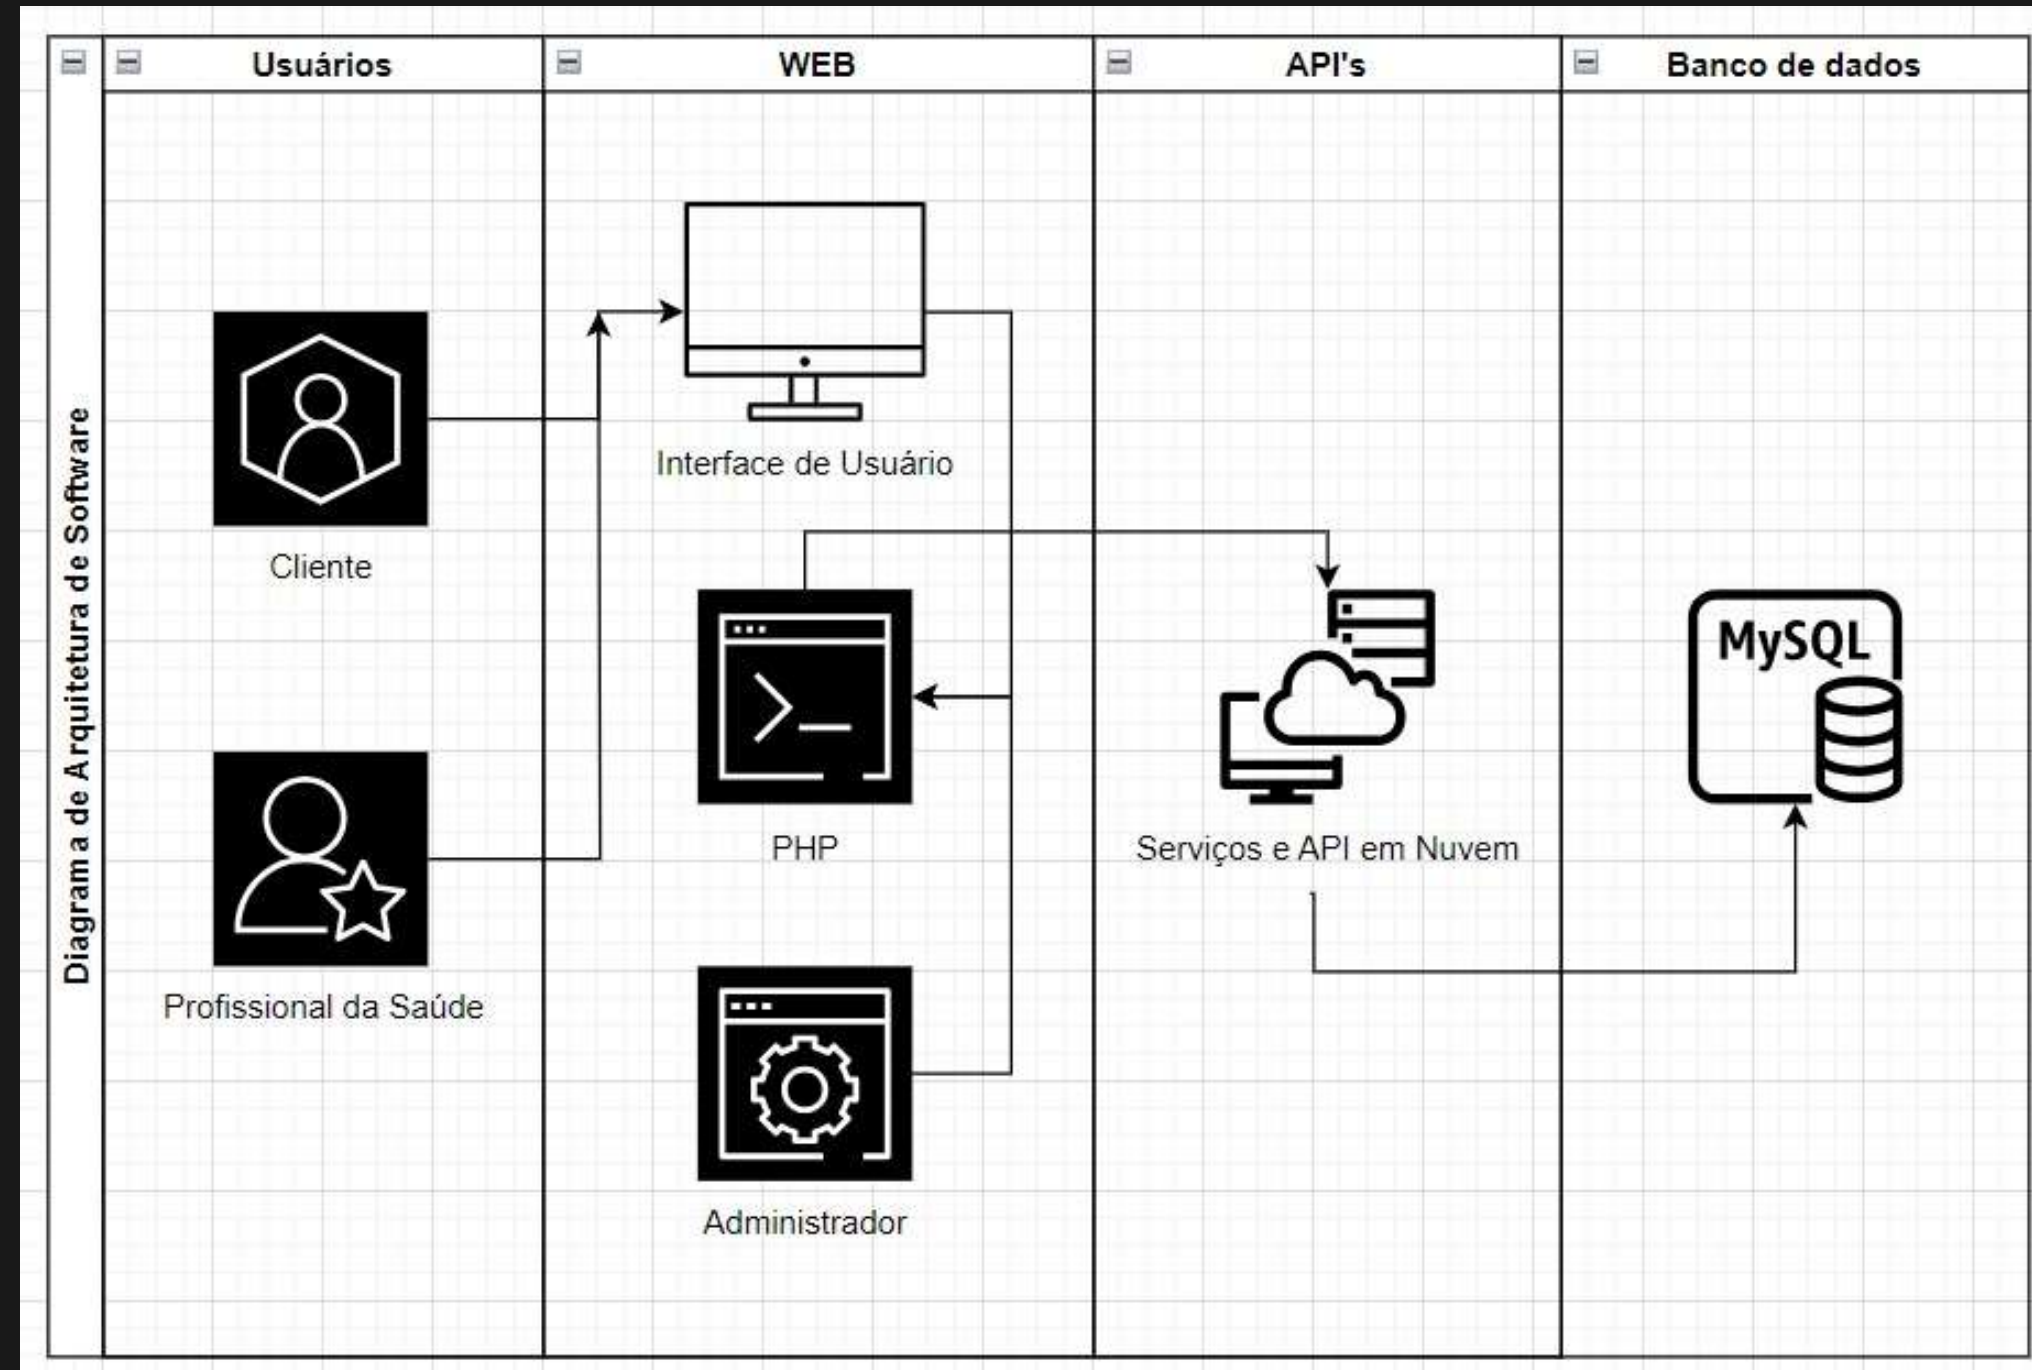 Diagrama de Arquitetura de Software
Usuários
WEB
API's
Banco de dados
Interface de Usuário
Cliente
MySQL
PHP
Serviços e API em Nuvem
Profissional da Saúde
Administrador